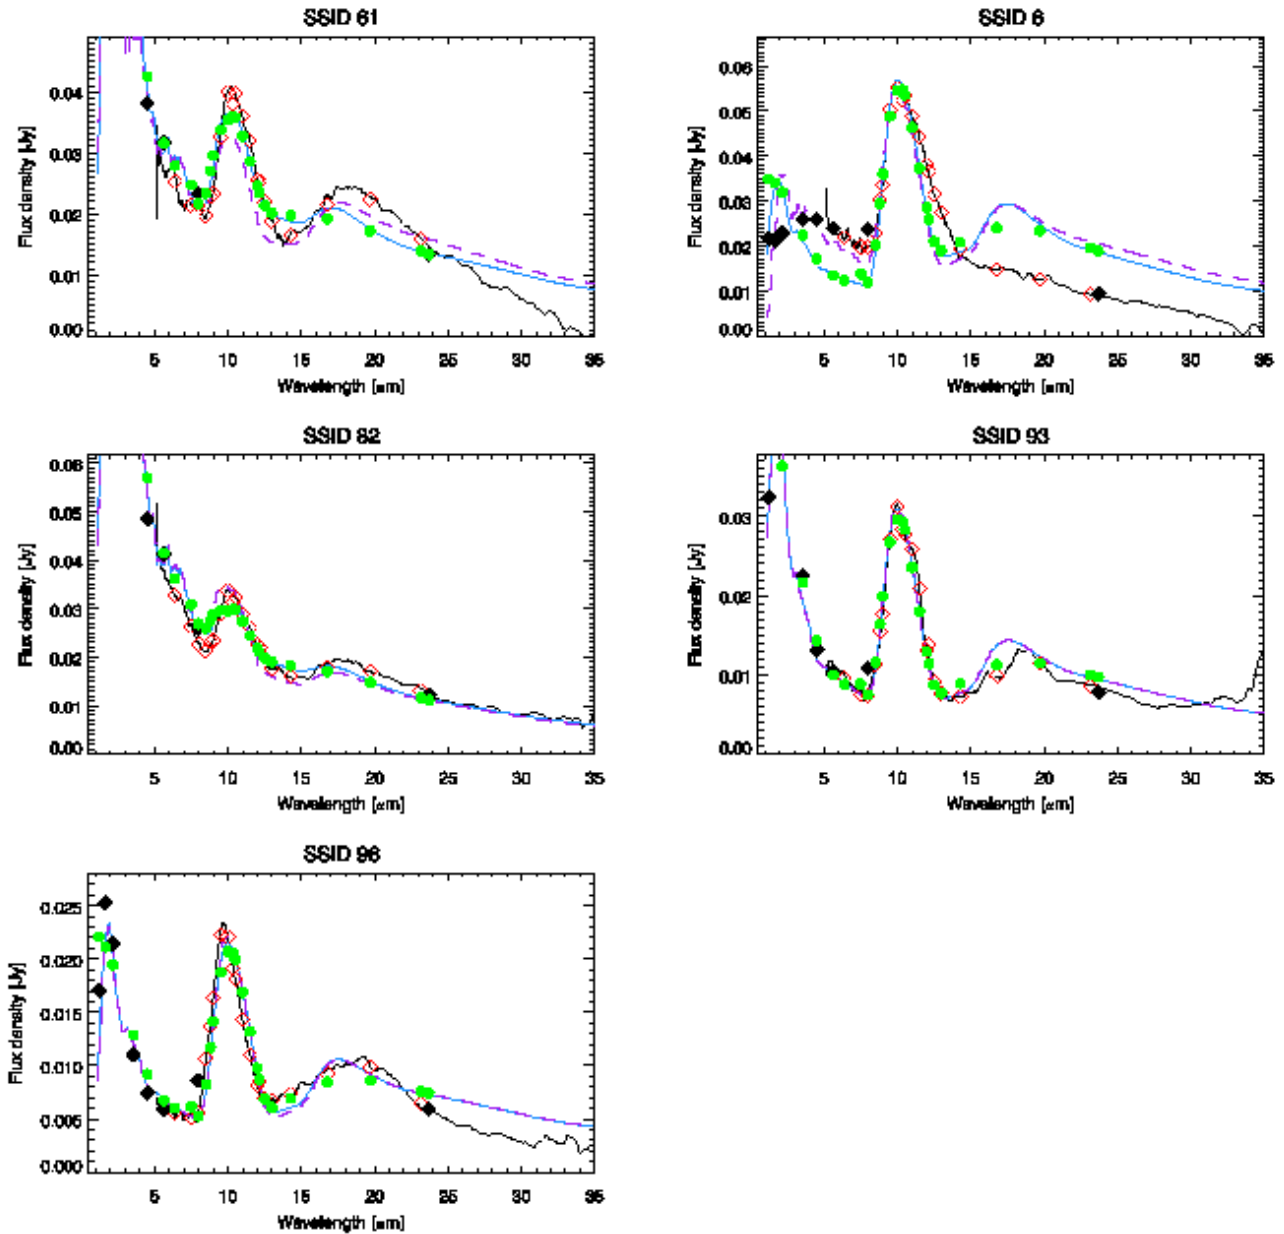 SSID 61
Flux density [Jy]
0.04
0.03
0.02
0.01
0.00
5 10 15 20 25 30 35
Wavelength [αm]
SSID 6
Flux density [Jy]
0.06
0.05
0.04
0.03
0.02
0.01
0.00
5 10 15 20 25 30 35
Wavelength [αm]
SSID 82
Flux density [Jy]
0.06
0.05
0.04
0.03
0.02
0.01
0.00
5 10 15 20 25 30 35
Wavelength [αm]
SSID 93
Flux density [Jy]
0.03
0.02
0.01
0.00
5 10 15 20 25 30 35
Wavelength [αm]
SSID 96
Flux density [Jy]
0.025
0.020
0.015
0.010
0.005
0.000
5 10 15 20 25 30 35
Wavelength [αm]